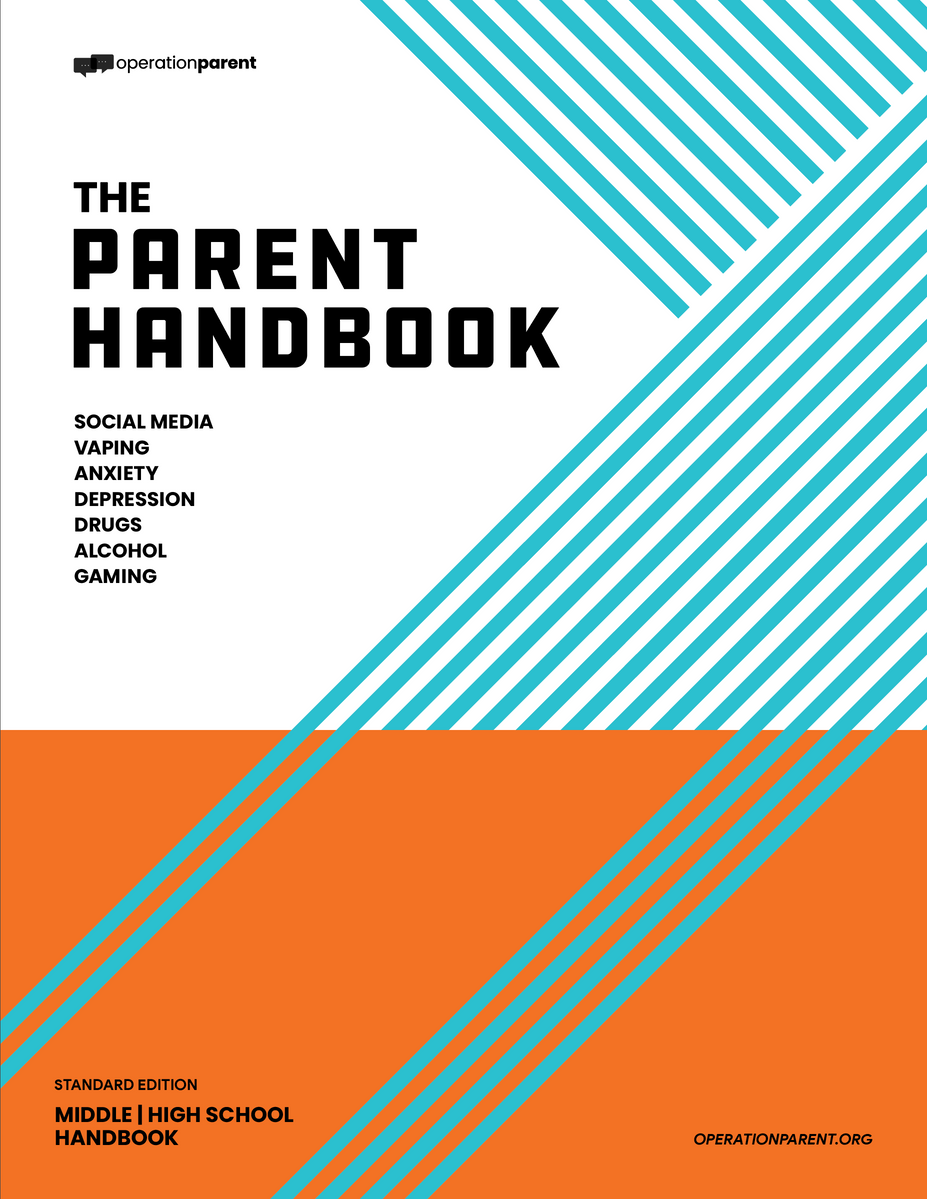 operationparent
THE
PARENT
HANDBOOK
SOCIAL MEDIA
VAPING
ANXIETY
DEPRESSION
DRUGS
ALCOHOL
GAMING
STANDARD EDITION
MIDDLE | HIGH SCHOOL
HANDBOOK
OPERATIONPARENT.ORG